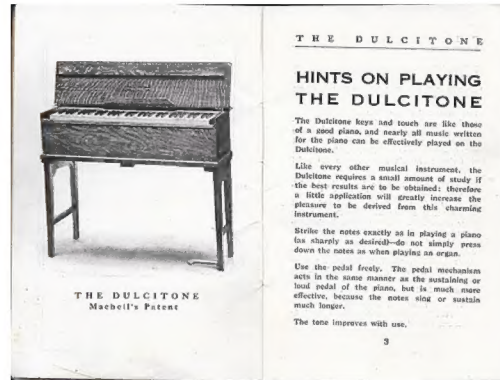 THE DULCITONE
Machell's Patent
THE DULCITONE
HINTS ON PLAYING
THE DULCITONE
The Dulcitone keys and touch are like those
of a good piano, and nearly all music written
for the piano can be effectively played on the
Dulcitone.
Like every other musical instrument, the
Dulcitone requires a small amount of study if
the best results are to be obtained; therefore
a little application will greatly increase the
pleasure to be derived from this charming
instrument.
Strike the notes exactly as in playing a piano
(as sharply as desired)—do not simply press
down the notes as when playing an organ.
Use the pedal freely. The pedal mechanism
acts in the same manner as the sustaining or
loud pedal of the piano, but is much more
effective, because the notes sing or sustain
much longer.
The tone improves with use.
3